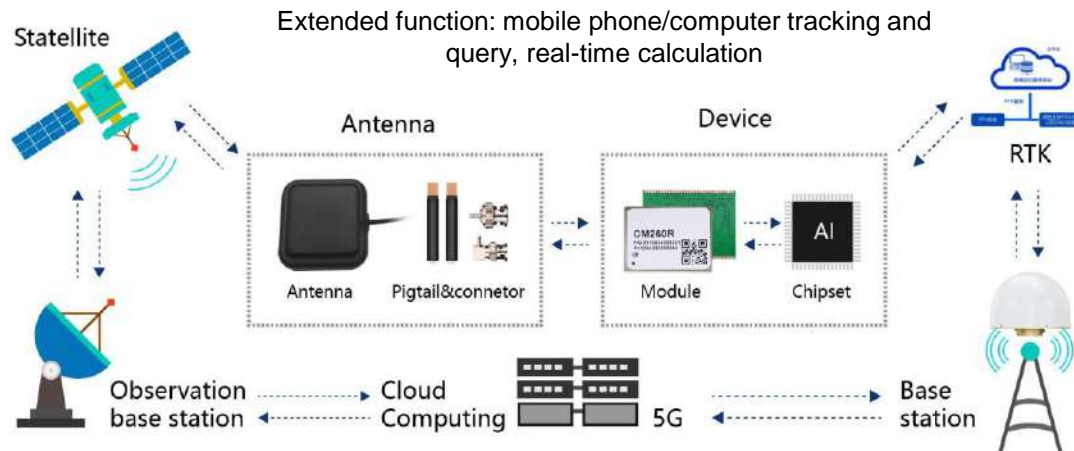 Extended function: mobile phone/computer tracking and
query, real-time calculation
Statellite
Antenna
Device
RTK
CM260R
AI
Antenna
Pigtail&connetor
Module
Chipset
Observation
base station
Cloud
Computing
5G
Base
station